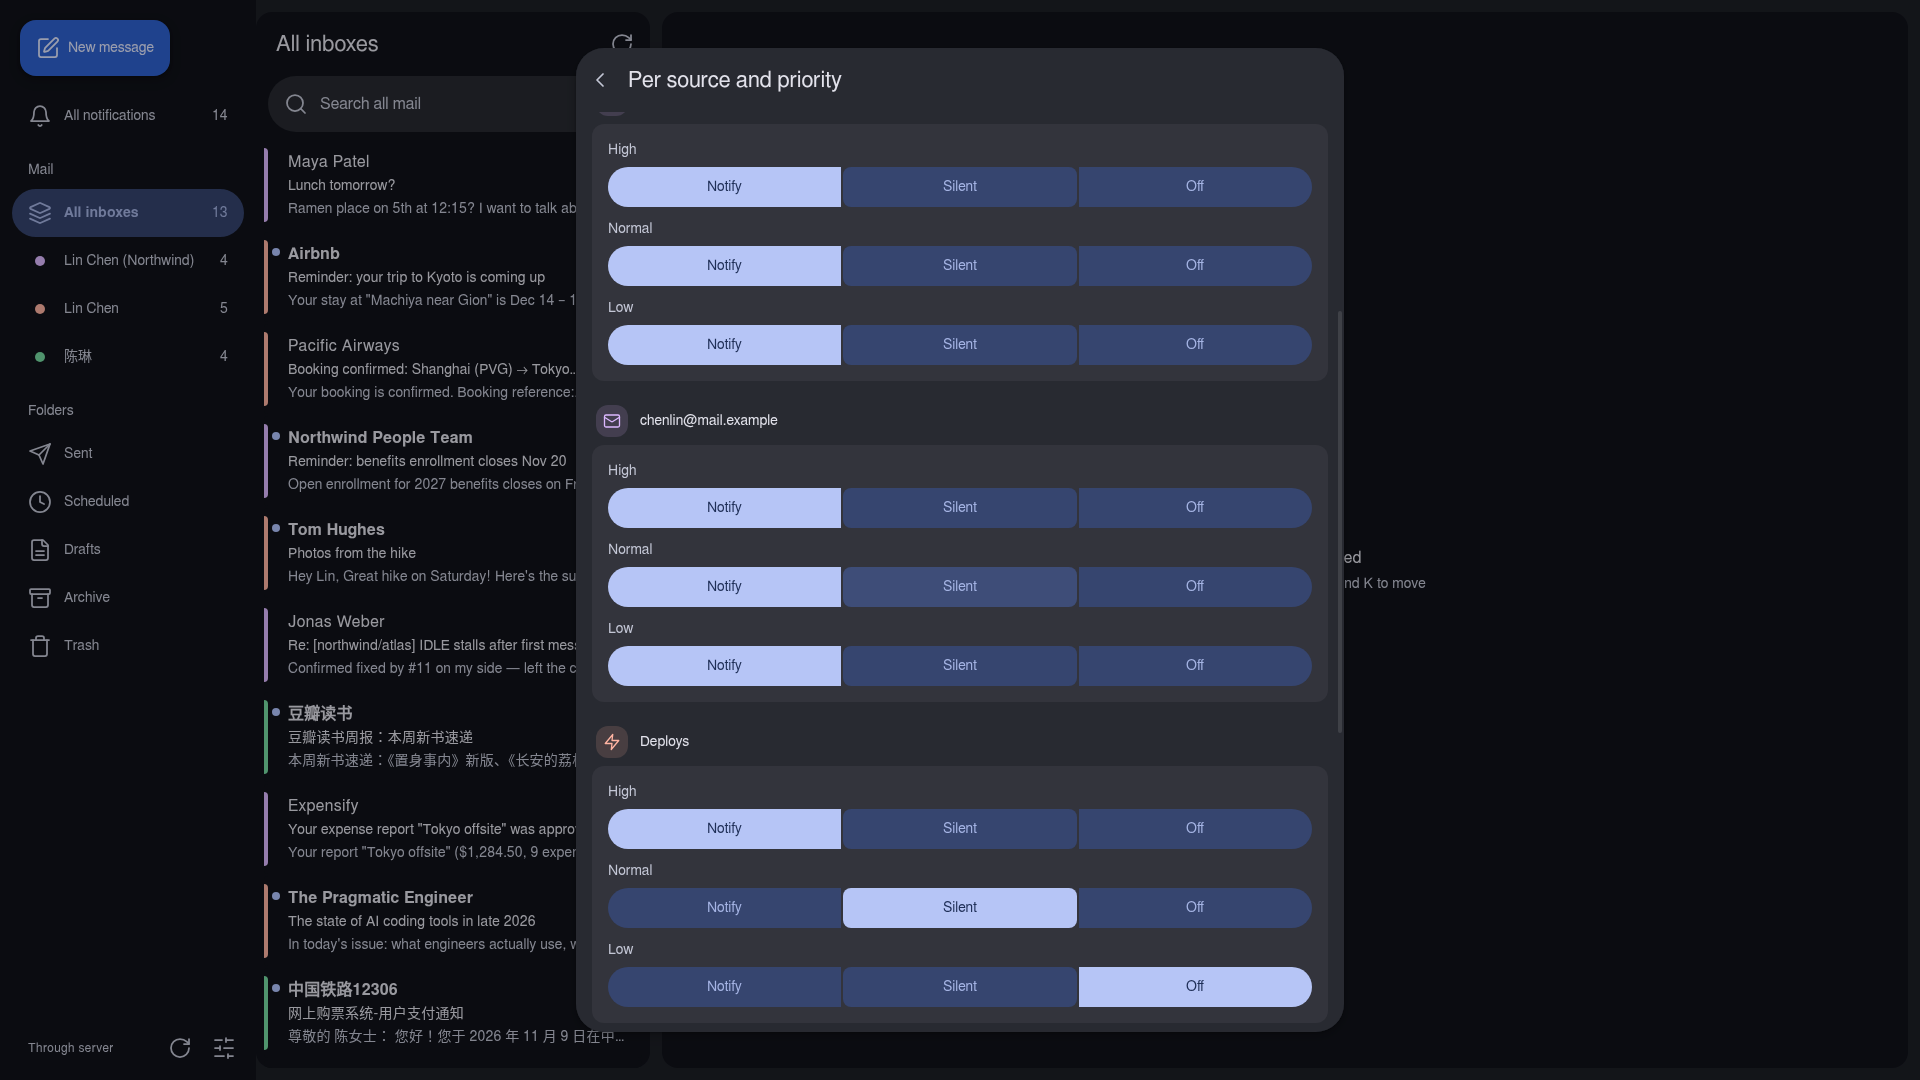 New message
All notifications 14
Mail
All inboxes 13
Lin Chen (Northwind) 4
Lin Chen 5
陈琳 4
Folders
Sent
Scheduled
Drafts
Archive
Trash
Through server
All inboxes
Search all mail
Maya Patel
Lunch tomorrow?
Ramen place on 5th at 12:15? I want to talk ab
Airbnb
Reminder: your trip to Kyoto is coming up
Your stay at "Machiya near Gion" is Dec 14 – 1
Pacific Airways
Booking confirmed: Shanghai (PVG) → Tokyo...
Your booking is confirmed. Booking reference:
Northwind People Team
Reminder: benefits enrollment closes Nov 20
Open enrollment for 2027 benefits closes on Fr
Tom Hughes
Photos from the hike
Hey Lin, Great hike on Saturday! Here's the su
Jonas Weber
Re: [northwind/atlas] IDLE stalls after first mes
Confirmed fixed by #11 on my side — left the c
豆瓣读书
豆瓣读书周报：本周新书速递
本周新书速递：《置身事内》新版、《长安的荔枝
Expensify
Your expense report "Tokyo offsite" was appro
Your report "Tokyo offsite" ($1,284.50, 9 exper
The Pragmatic Engineer
The state of AI coding tools in late 2026
In today's issue: what engineers actually use, w
中国铁路12306
网上购票系统-用户支付通知
尊敬的 陈女士： 您好！您于 2026 年 11 月 9 日在中...
Per source and priority
High
Notify Silent Off
Normal
Notify Silent Off
Low
Notify Silent Off
chenlin@mail.example
High
Notify Silent Off
Normal
Notify Silent Off
Low
Notify Silent Off
Deploys
High
Notify Silent Off
Normal
Notify Silent Off
Low
Notify Silent Off
ed
nd K to move